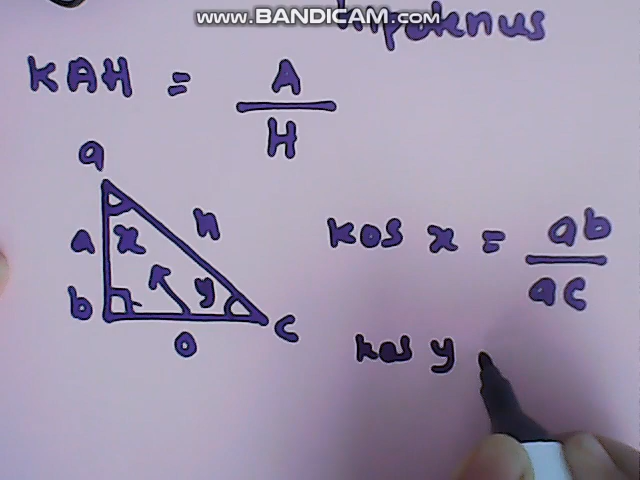 www.BANDICAM.com
hipotenus
KAH = A
H
a
a x H
kos x = ab
ac
b y c
o
kos y